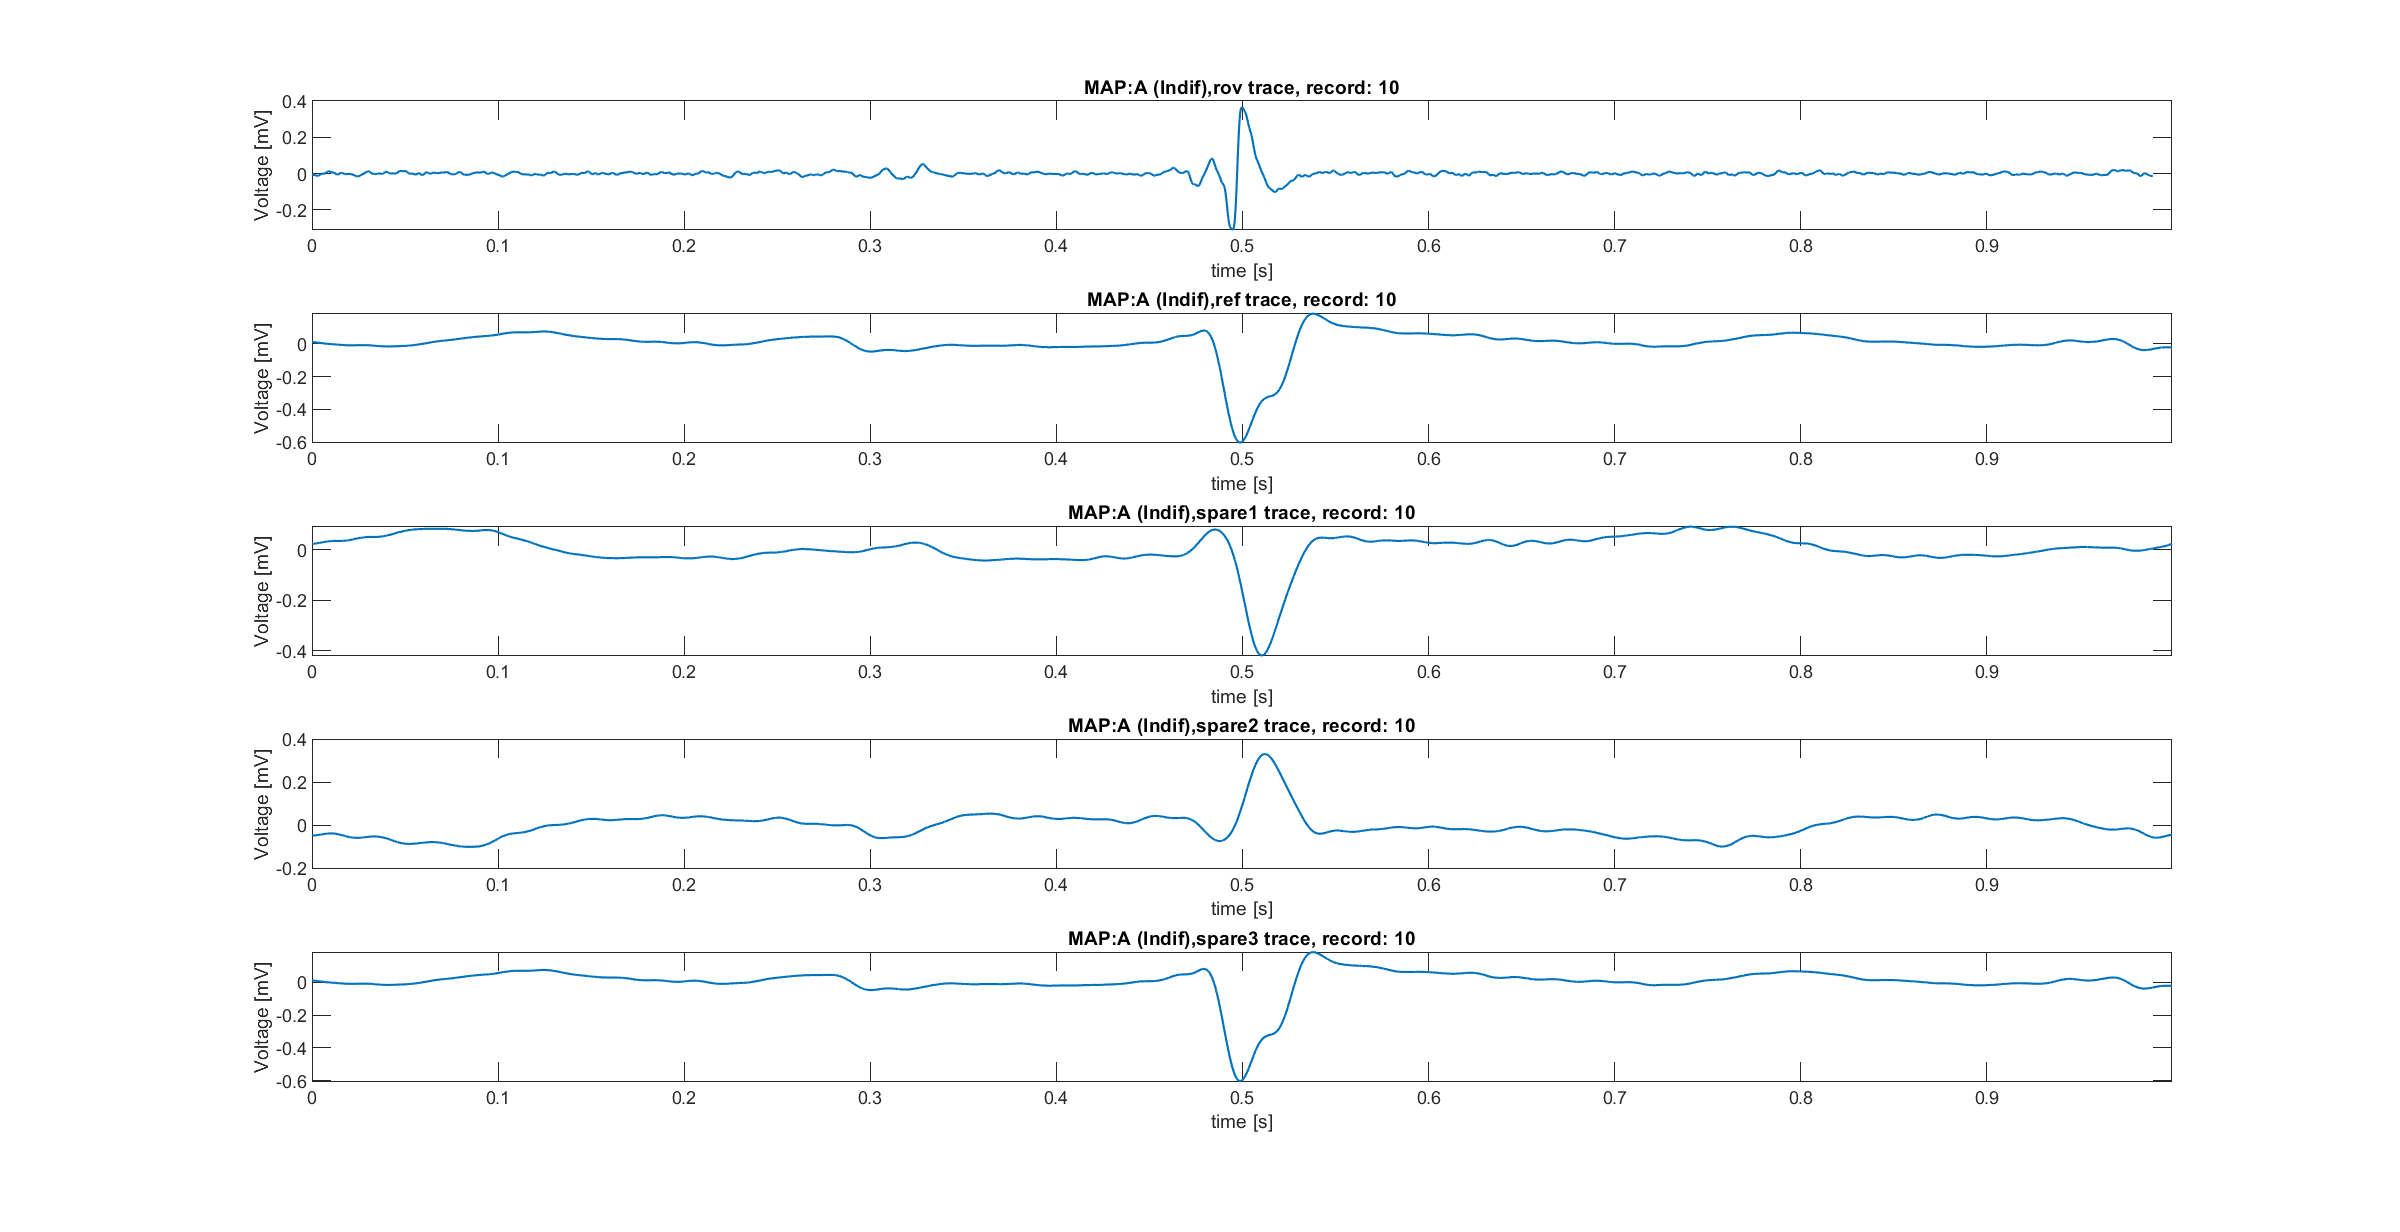 MAP:A (Indif),rov trace, record: 10
Voltage [mV]
0.4
0.2
0
-0.2
0 0.1 0.2 0.3 0.4 0.5 0.6 0.7 0.8 0.9
time [s]
MAP:A (Indif),ref trace, record: 10
Voltage [mV]
0
-0.2
-0.4
-0.6
0 0.1 0.2 0.3 0.4 0.5 0.6 0.7 0.8 0.9
time [s]
MAP:A (Indif),spare1 trace, record: 10
Voltage [mV]
0
-0.2
-0.4
0 0.1 0.2 0.3 0.4 0.5 0.6 0.7 0.8 0.9
time [s]
MAP:A (Indif),spare2 trace, record: 10
Voltage [mV]
0.4
0.2
0
-0.2
0 0.1 0.2 0.3 0.4 0.5 0.6 0.7 0.8 0.9
time [s]
MAP:A (Indif),spare3 trace, record: 10
Voltage [mV]
0
-0.2
-0.4
-0.6
0 0.1 0.2 0.3 0.4 0.5 0.6 0.7 0.8 0.9
time [s]